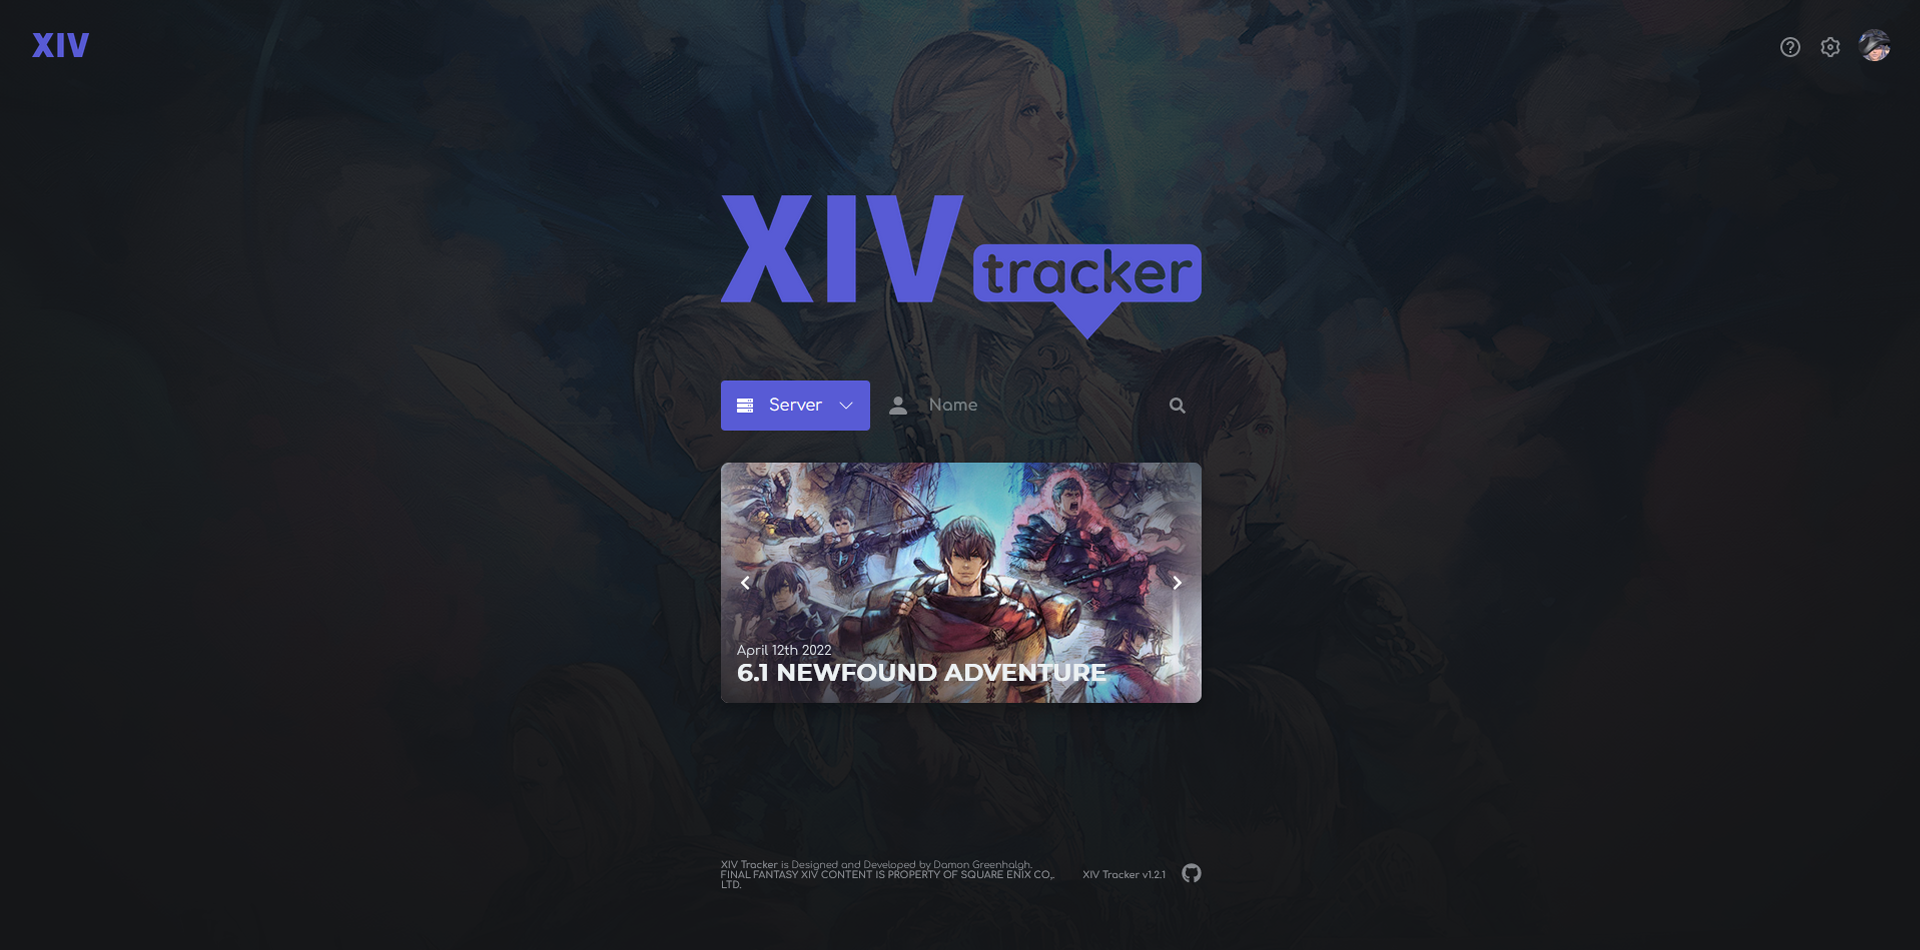 XIV
XIV tracker
Server
Name
April 12th 2022
6.1 NEWFOUND ADVENTURE
XIV Tracker is Designed and Developed by Damon Greenhalgh.
FINAL FANTASY XIV CONTENT IS PROPERTY OF SQUARE ENIX CO,.
LTD.
XIV Tracker v1.2.1